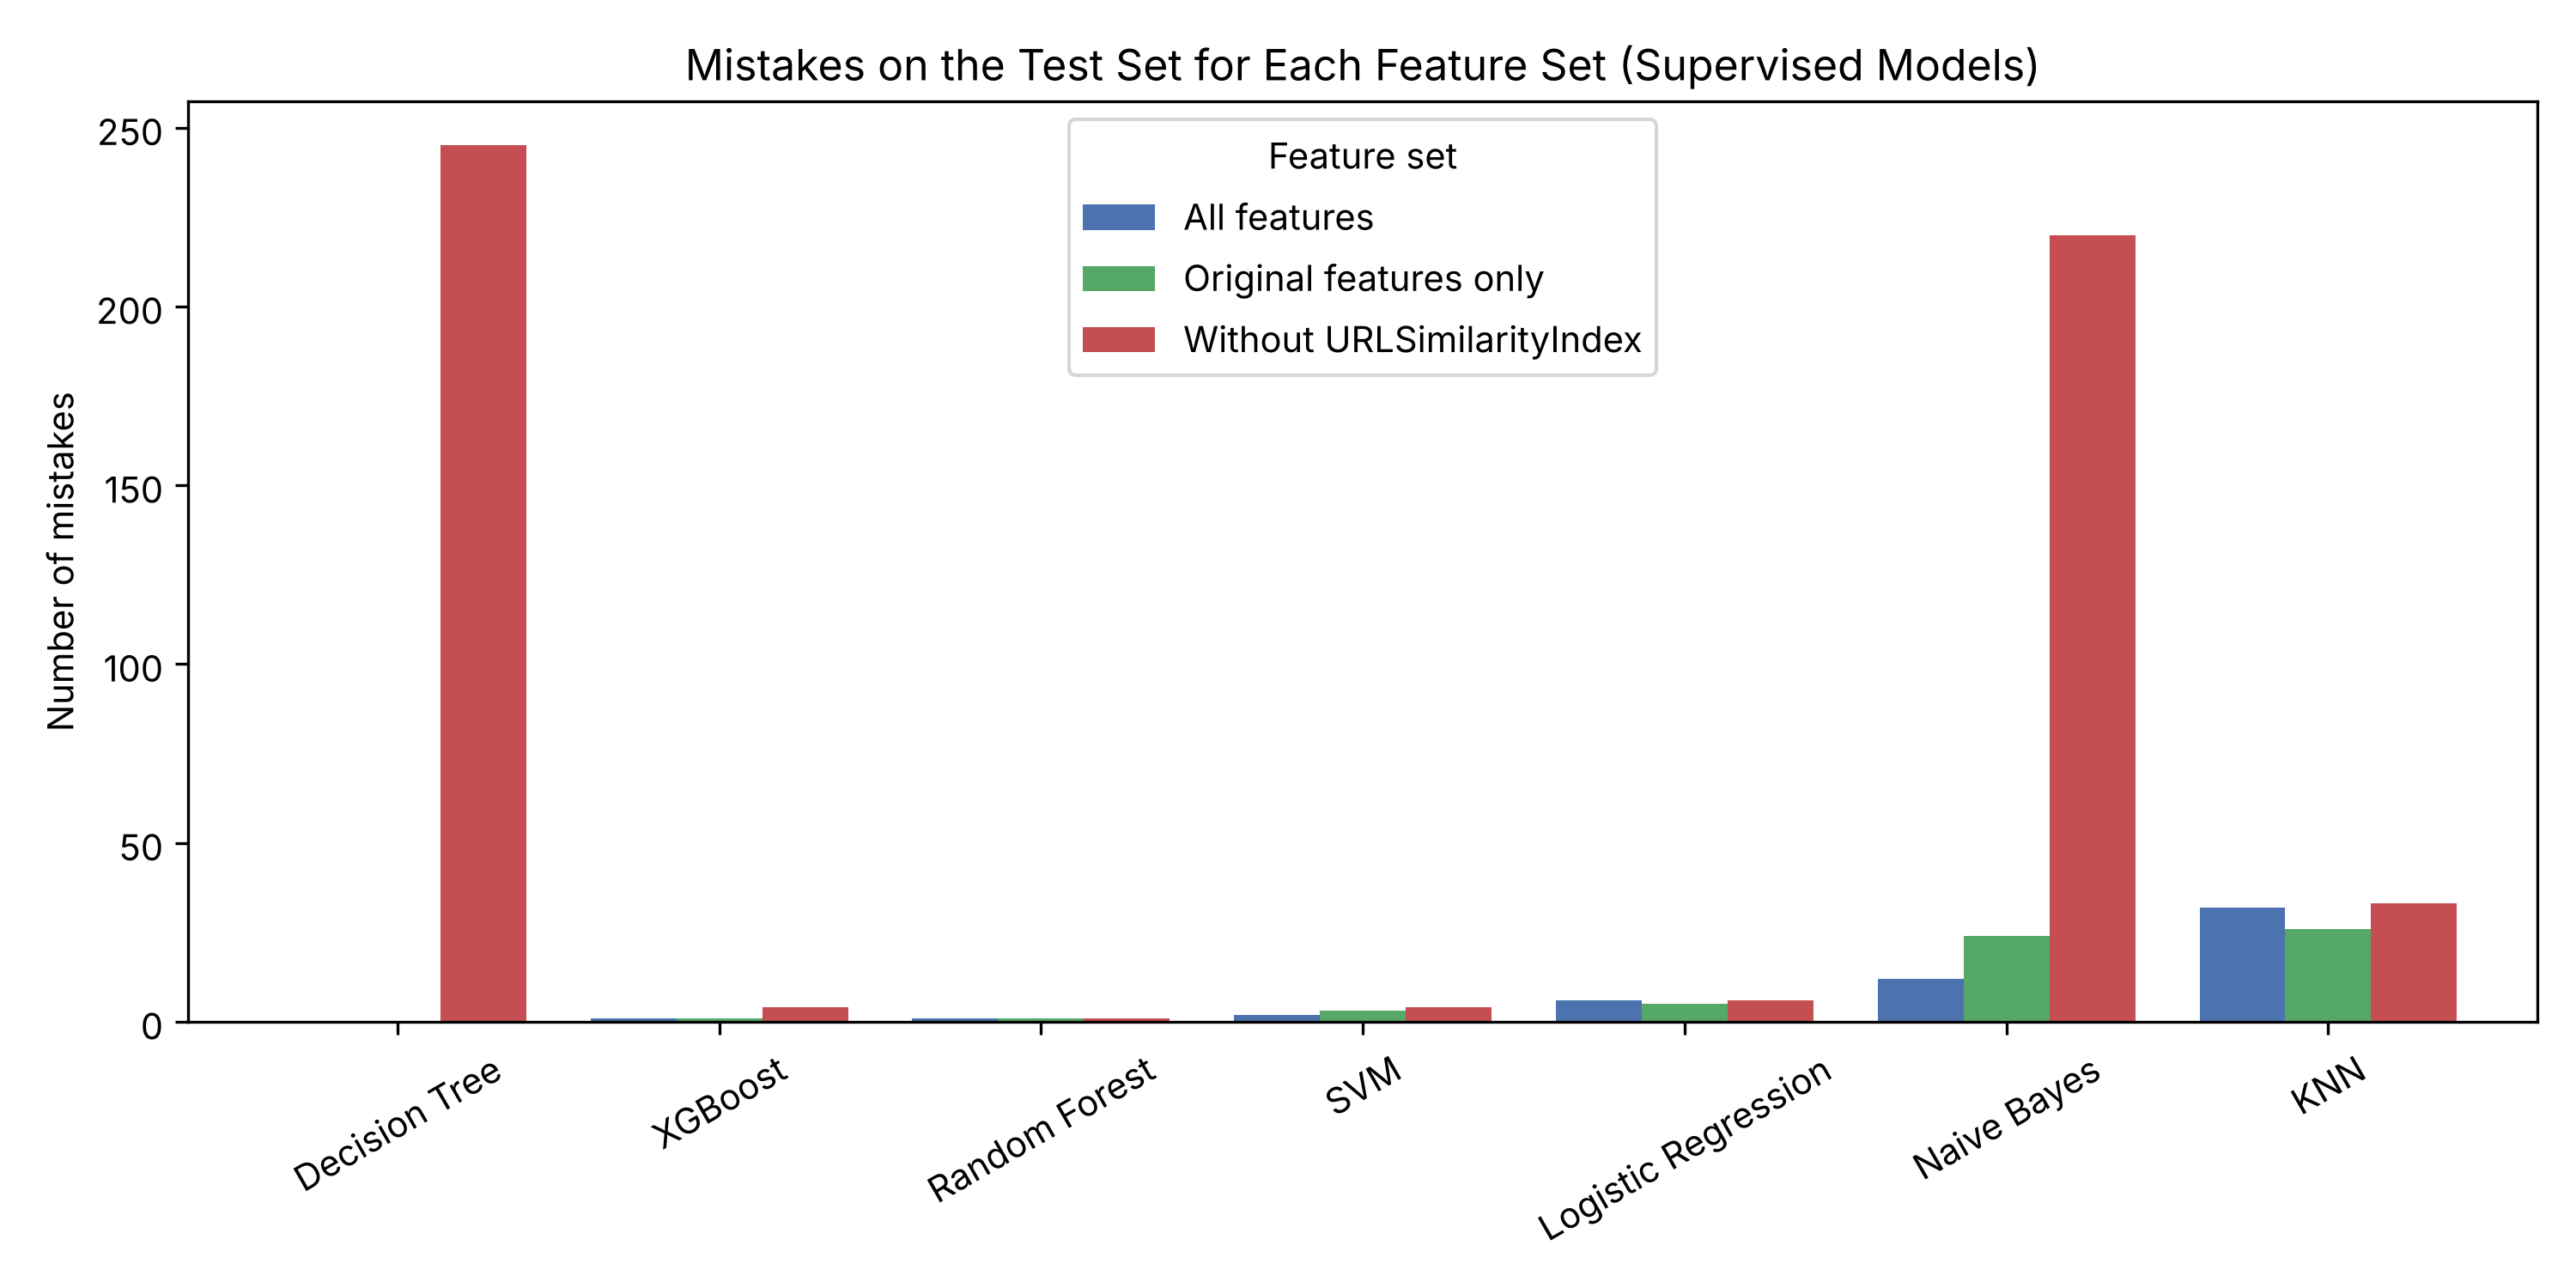 Mistakes on the Test Set for Each Feature Set (Supervised Models)
Number of mistakes
250
200
150
100
50
0
Feature set
All features
Original features only
Without URLSimilarityIndex
Decision Tree
XGBoost
Random Forest
SVM
Logistic Regression
Naive Bayes
KNN